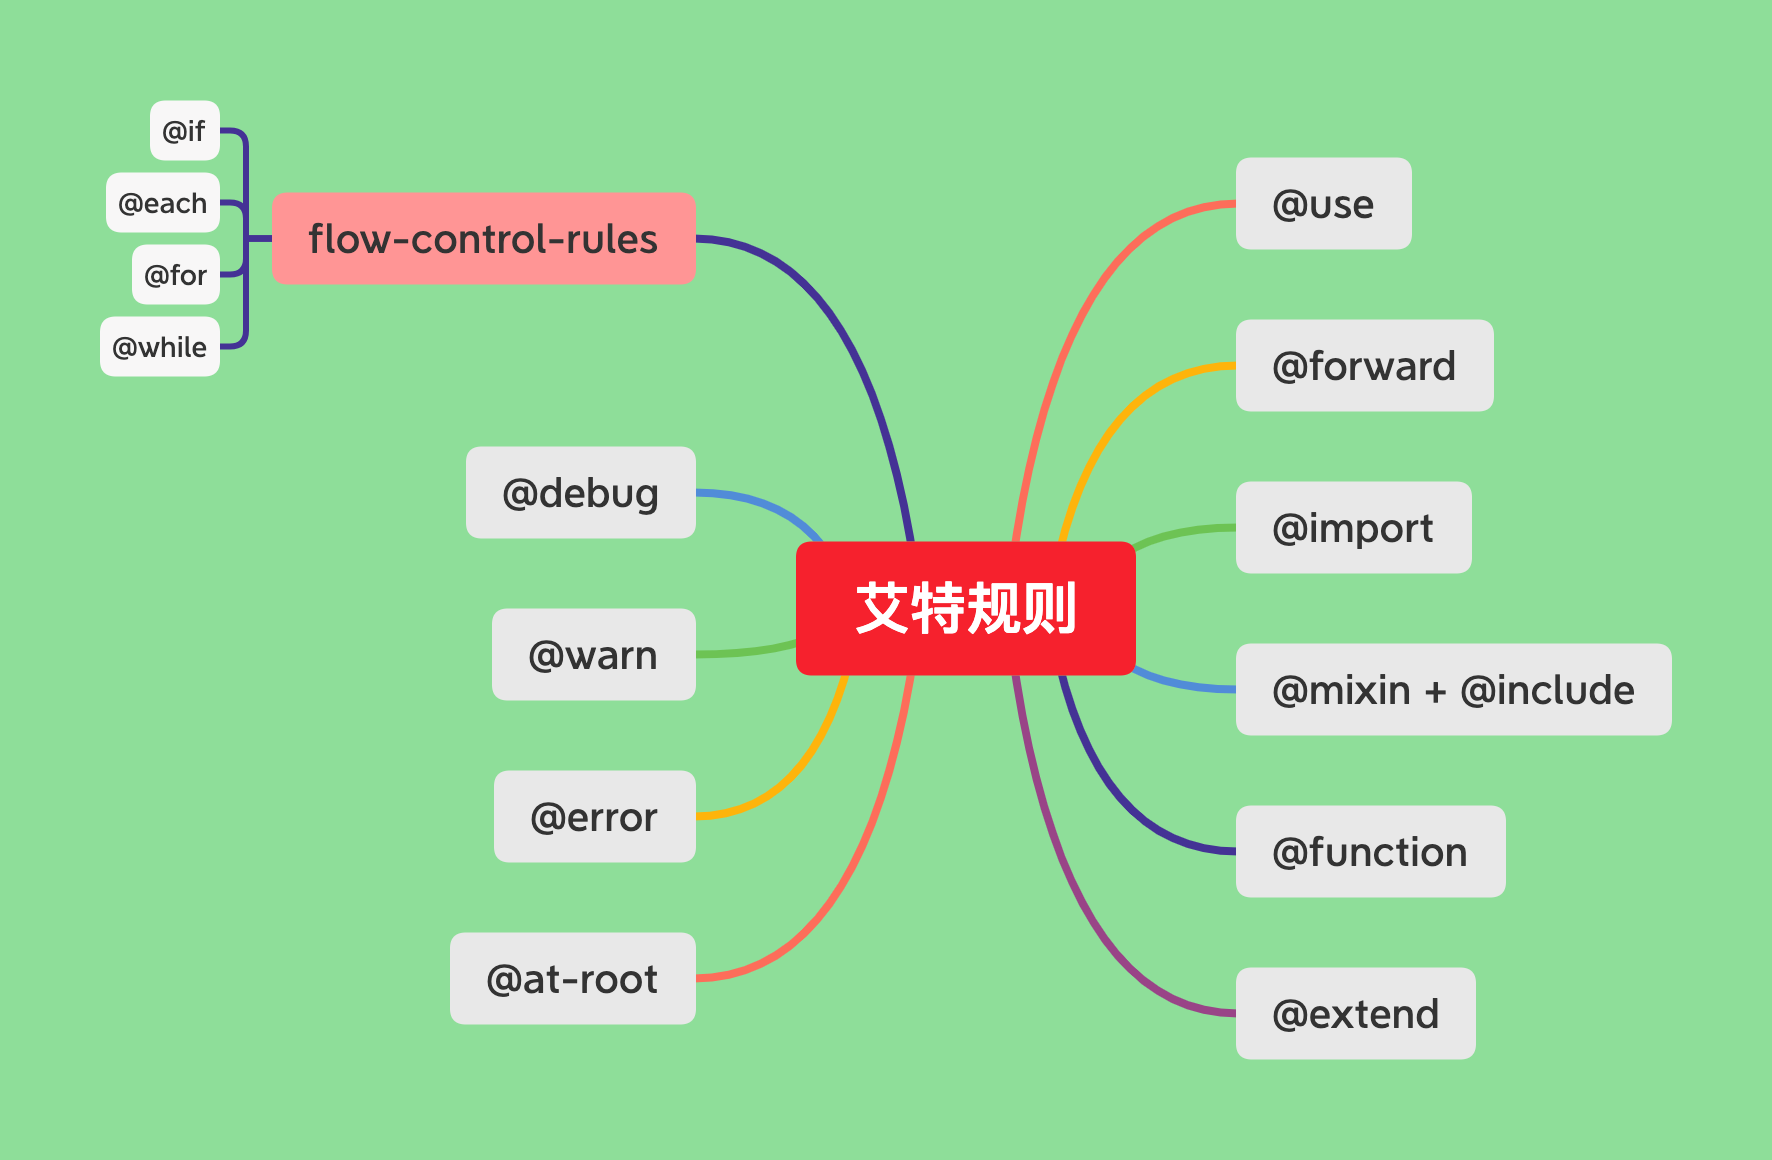 @if
@each
@for
@while
flow-control-rules
@debug
@warn
@error
@at-root
艾特规则
@use
@forward
@import
@mixin + @include
@function
@extend